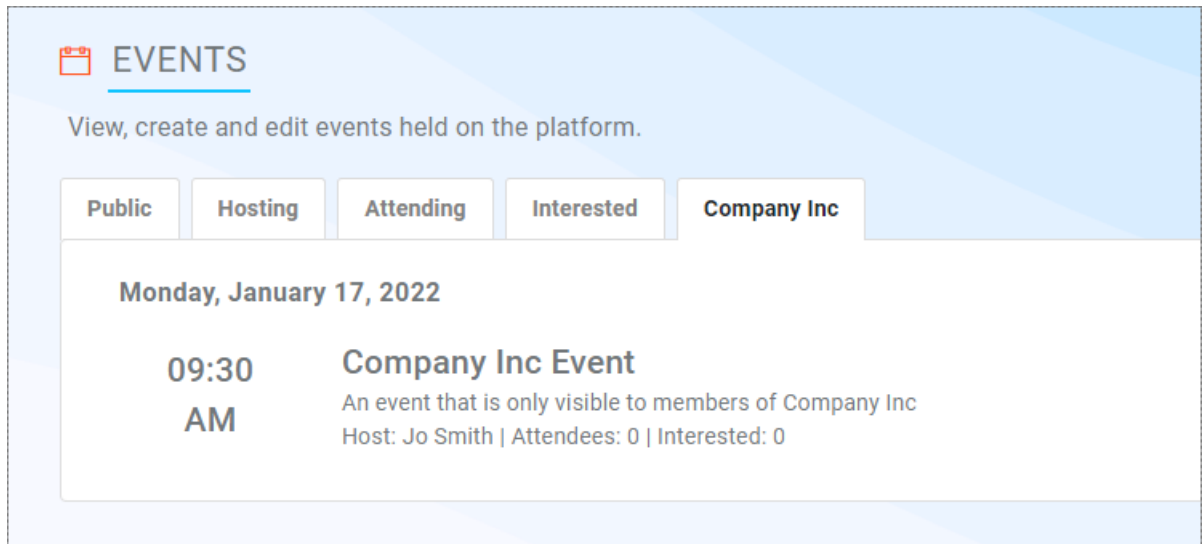 EVENTS
View, create and edit events held on the platform.
Public Hosting Attending Interested Company Inc
Monday, January 17, 2022
09:30
AM
Company Inc Event
An event that is only visible to members of Company Inc
Host: Jo Smith | Attendees: 0 | Interested: 0